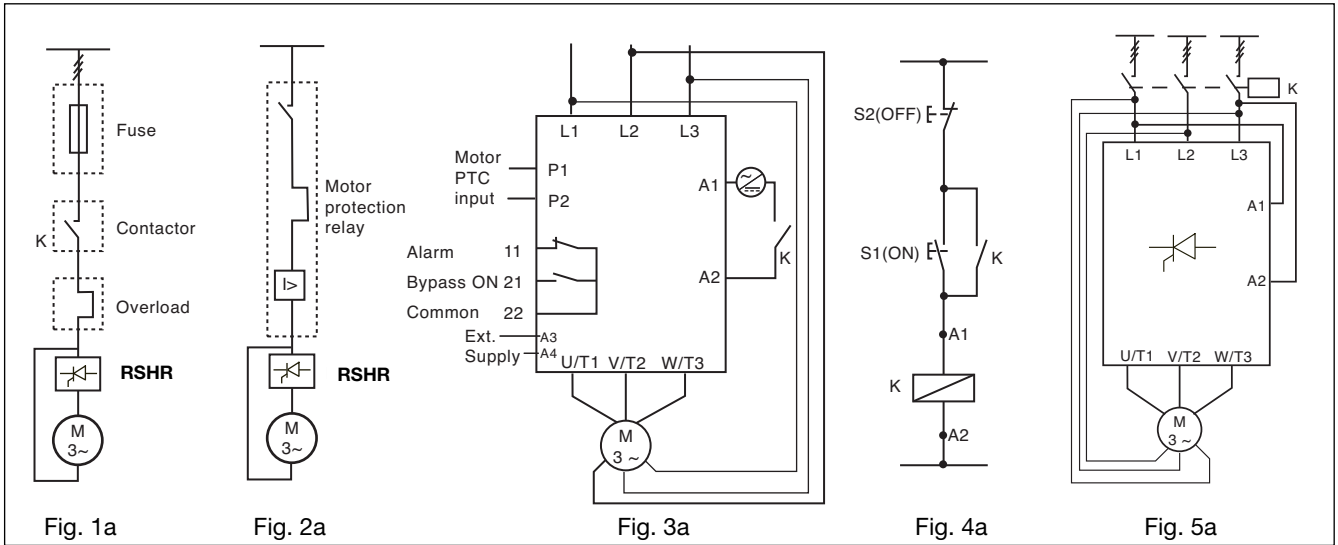 Fuse
K
Contactor
Overload
RSHR
M
3~
Fig. 1a
Motor
protection
relay
I>
RSHR
M
3~
Fig. 2a
L1 L2 L3
Motor
PTC
input
P1
P2
A1
A2
K
Alarm 11
Bypass ON 21
Common 22
Ext. A3
Supply A4
U/T1 V/T2 W/T3
M
3 ~
Fig. 3a
S2(OFF)
S1(ON)
K
A1
K
A2
Fig. 4a
K
L1 L2 L3
A1
A2
U/T1 V/T2 W/T3
M
3 ~
Fig. 5a